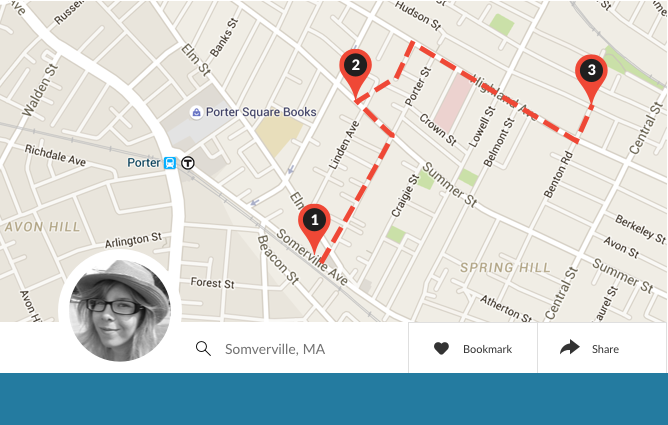 Ave
Russell
Hudson St
Banks St
Elm St
2
3
Walden St
Porter St
Highland Ave
Porter Square Books
Lowell St
Central St
Crown St
Belmont St
Linden Ave
Richdale Ave
Porter
T
Summer St
Benton Rd
Craigie St
Elm
1
AVON HILL
Berkeley St
Arlington St
Somerville Ave
Beacon St
Avon St
SPRING HILL
Summer St
Forest St
Central St
Laurel St
Avon H
Atherton St
Somverville, MA
Bookmark
Share